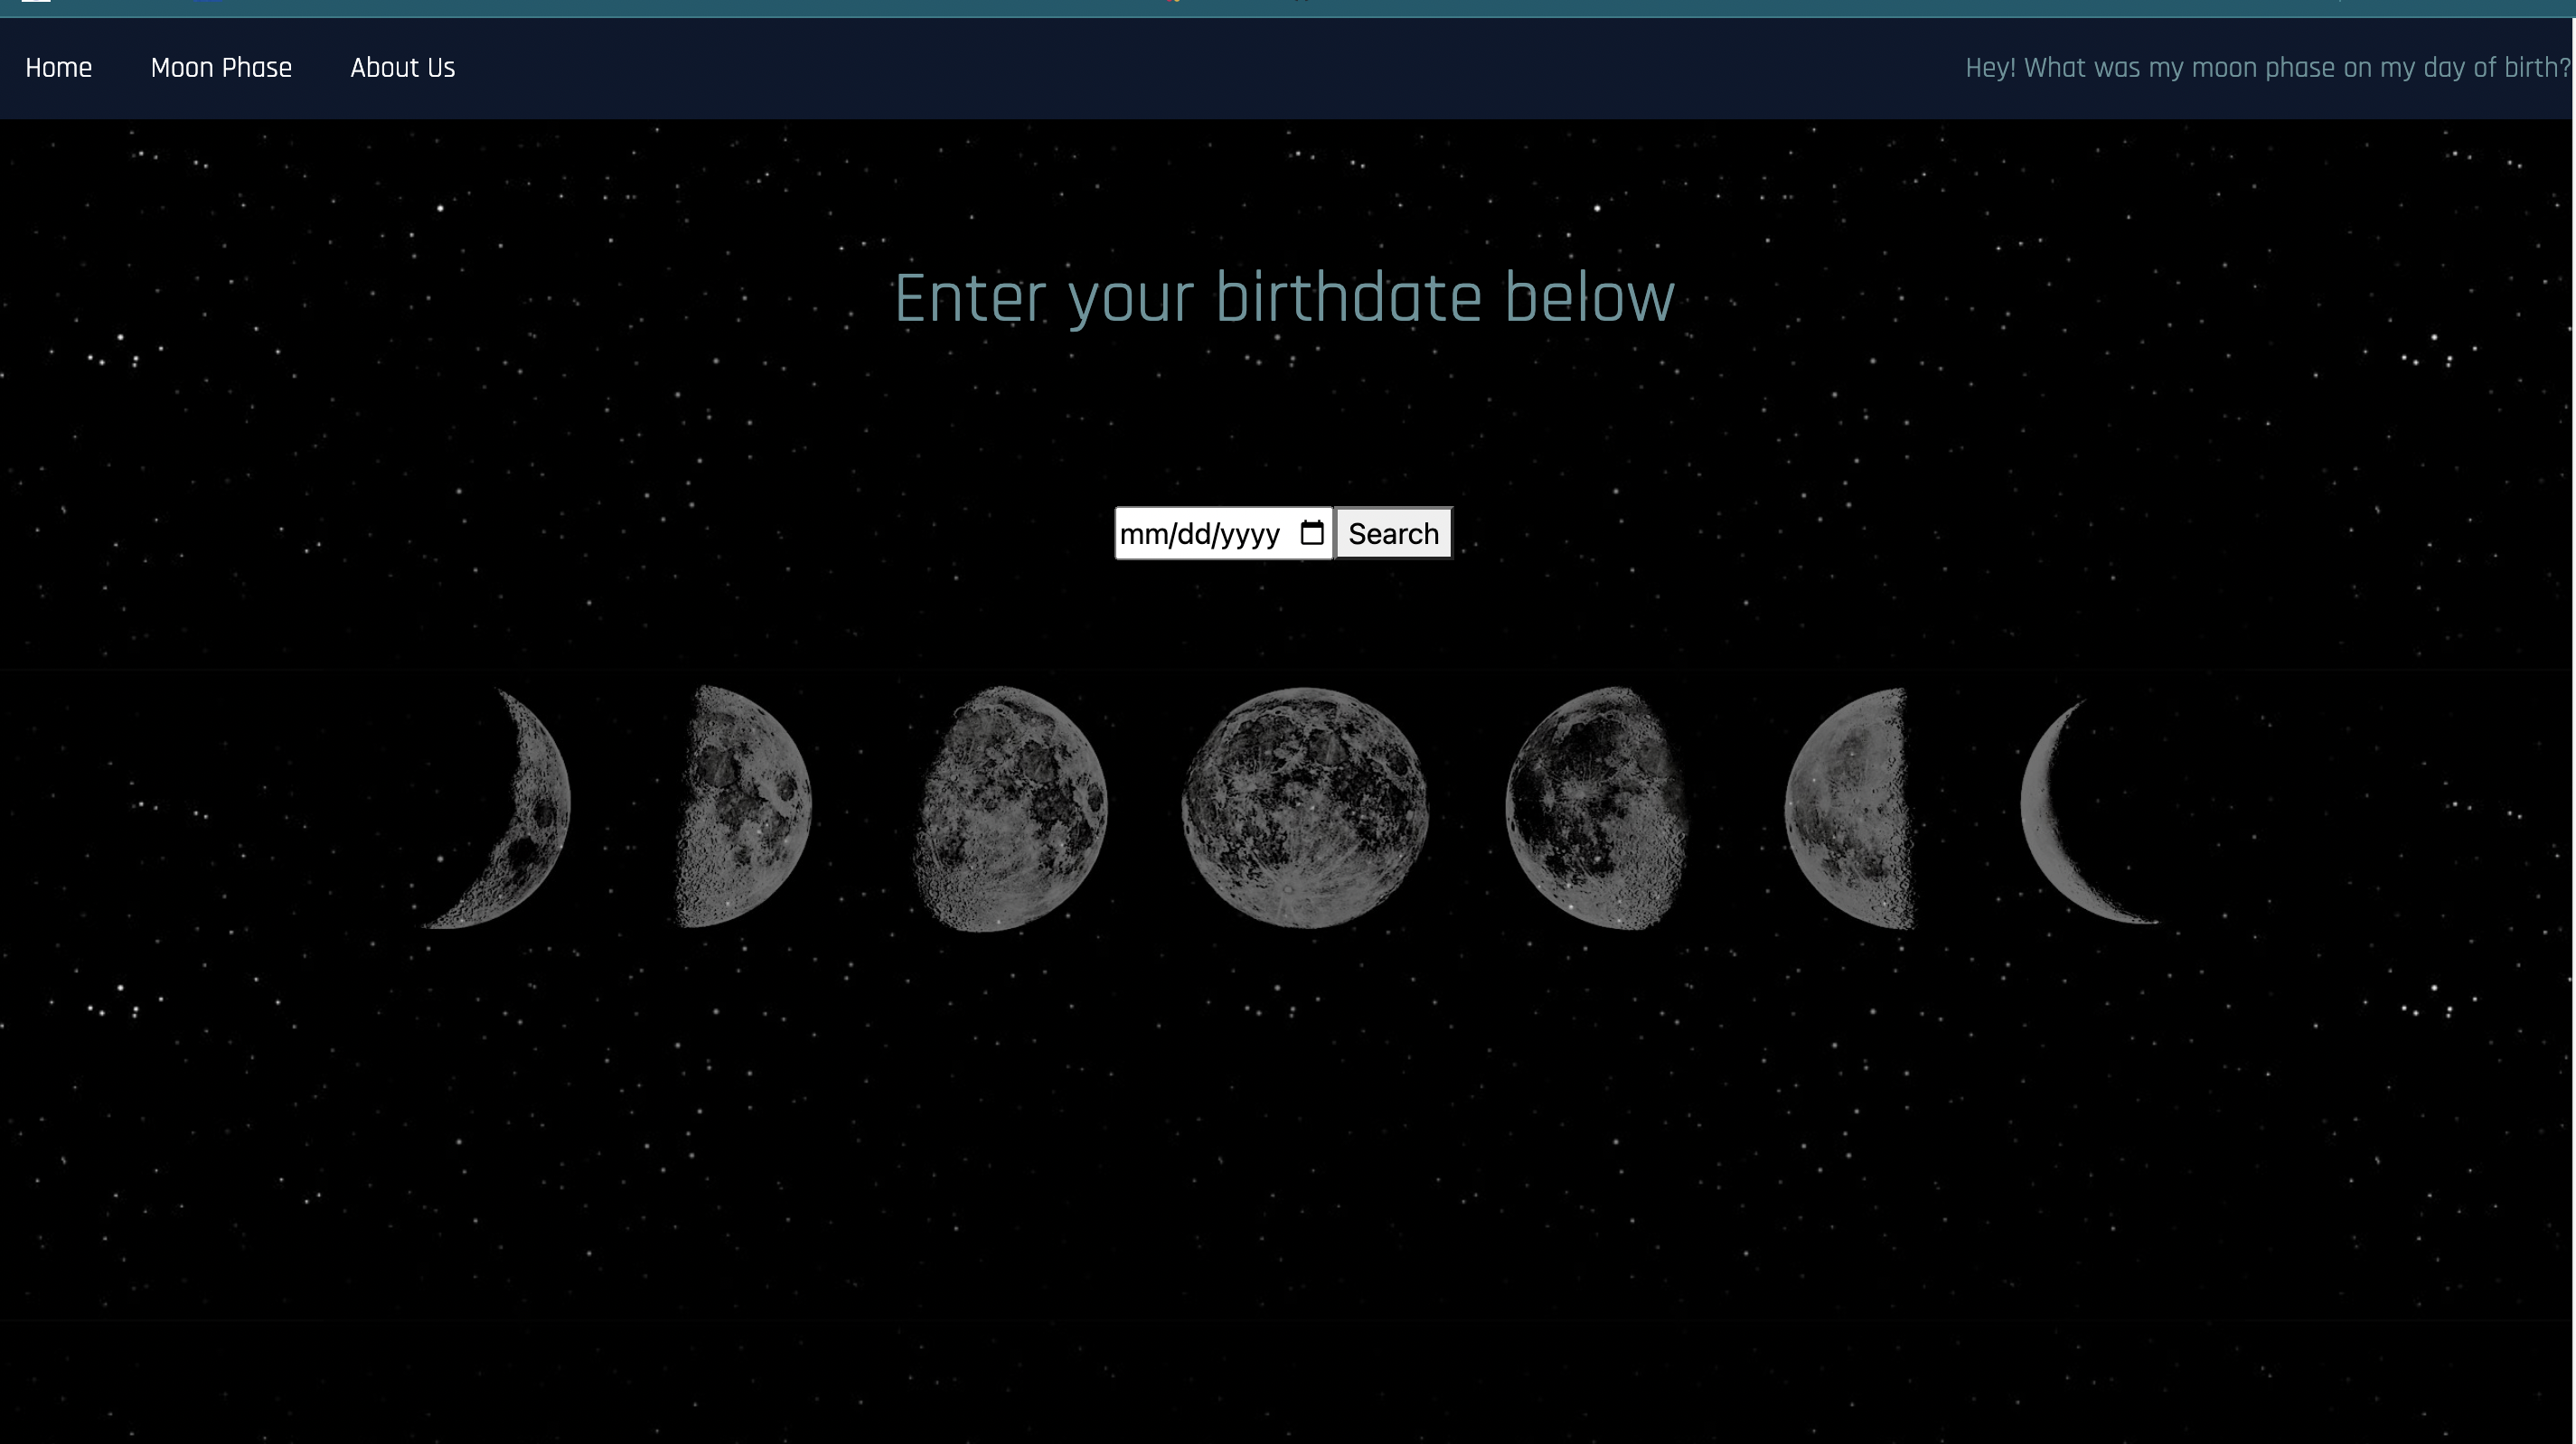 Home Moon Phase About Us Hey! What was my moon phase on my day of birth?
Enter your birthdate below
mm/dd/yyyy Search